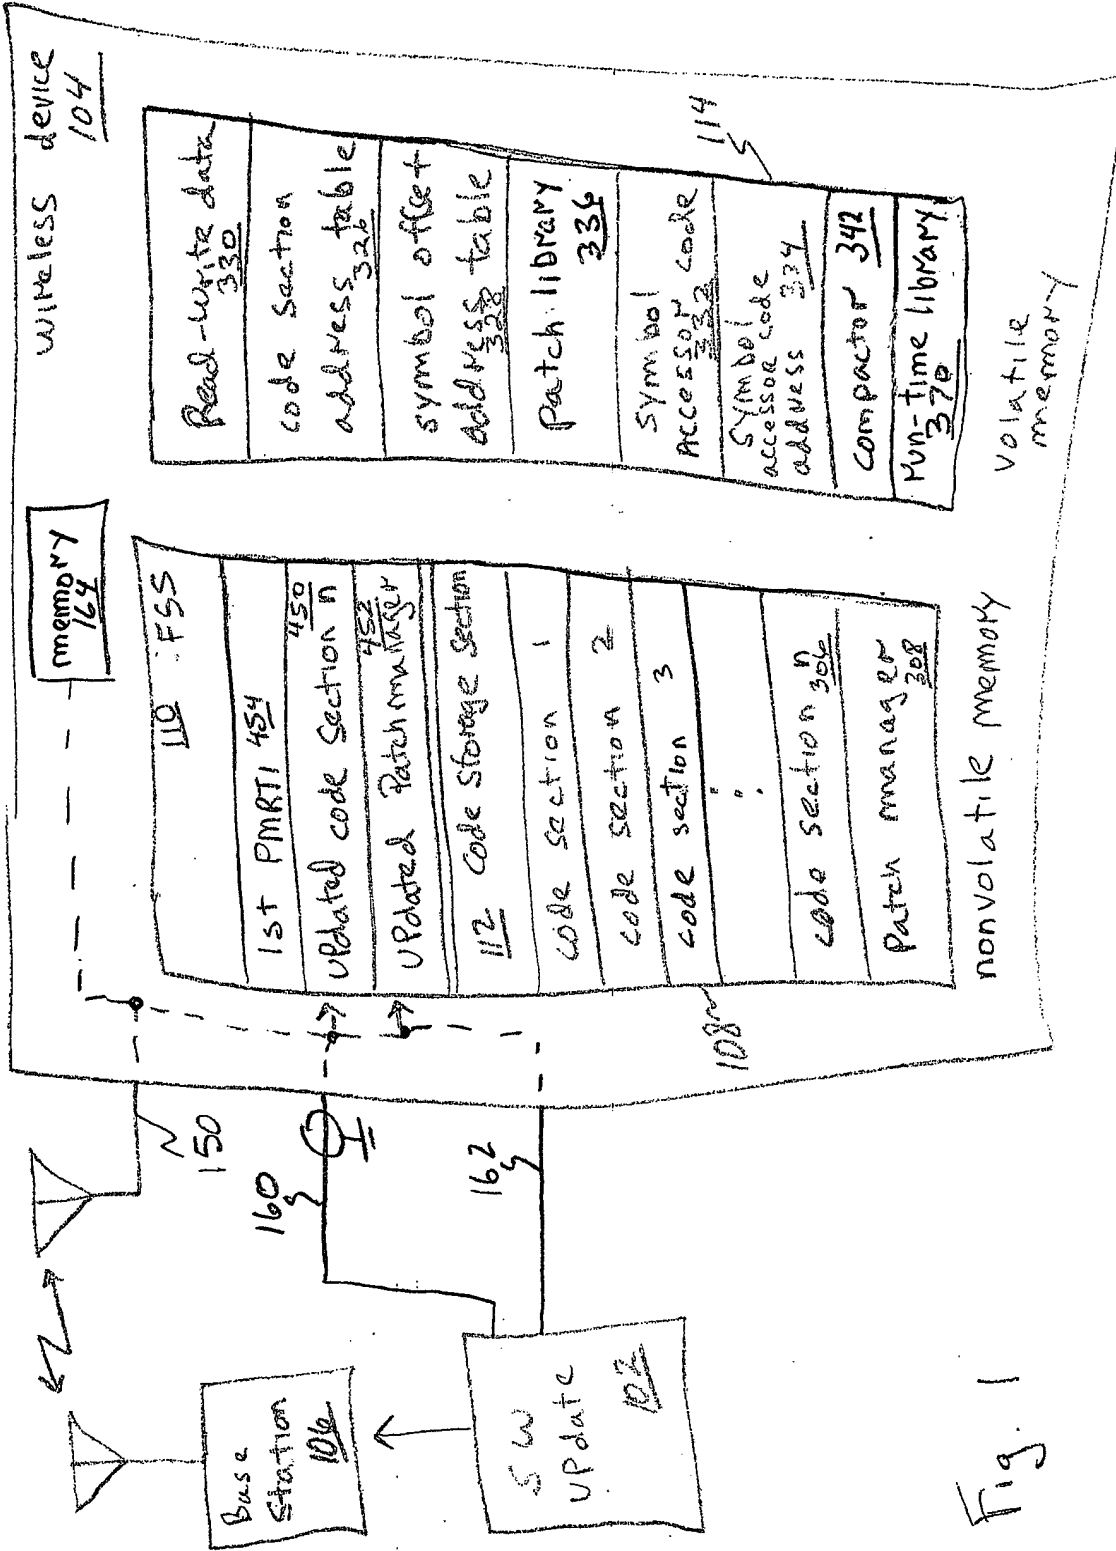 wireless device
104
memory
164
110 FSS
1st PMRTI 454
updated code section n
450
updated Patch manager
452
112 code storage section
code section 1
code section 2
code section 3
code section n
306
Patch manager
308
nonvolatile memory
108
Read-write data
330
code section
address table
326
symbol offset
address table
328
Patch library
336
symbol
Accessor code
332
symbol
accessor code
address 334
compactor 342
run-time library
370
volatile
memory
114
150
160
162
Base
Station
106
SW
update
102
Fig. 1